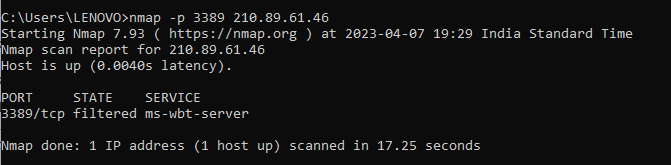 C:\Users\LENOVO>nmap -p 3389 210.89.61.46
Starting Nmap 7.93 ( https://nmap.org ) at 2023-04-07 19:29 India Standard Time
Nmap scan report for 210.89.61.46
Host is up (0.0040s latency).
PORT     STATE    SERVICE
3389/tcp filtered ms-wbt-server
Nmap done: 1 IP address (1 host up) scanned in 17.25 seconds